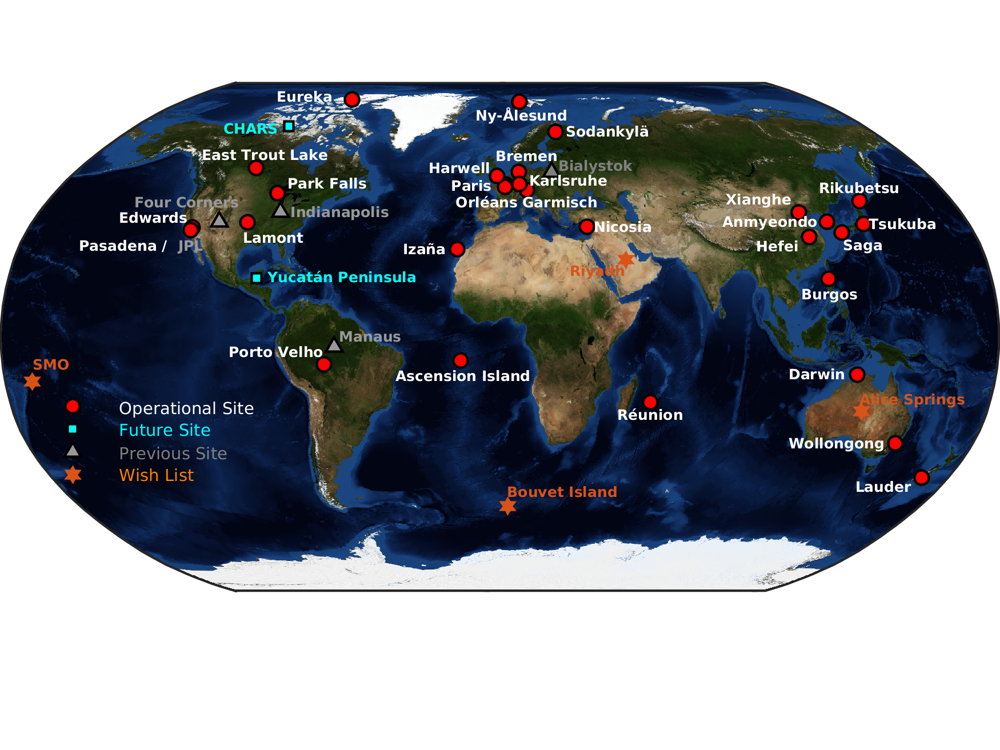 Eureka
Ny-Ålesund
CHARS
Sodankylä
East Trout Lake
Bremen
Harwell
Bialystok
Park Falls
Paris
Karlsruhe
Rikubetsu
Four Corners
Orléans Garmisch
Xianghe
Indianapolis
Edwards
Anmyeondo
Tsukuba
Lamont
Nicosia
Pasadena / JPL
Izaña
Hefei
Saga
Riyadh
Yucatán Peninsula
Burgos
Manaus
Porto Velho
SMO
Ascension Island
Darwin
Alice Springs
Réunion
Operational Site
Future Site
Wollongong
Previous Site
Wish List
Lauder
Bouvet Island